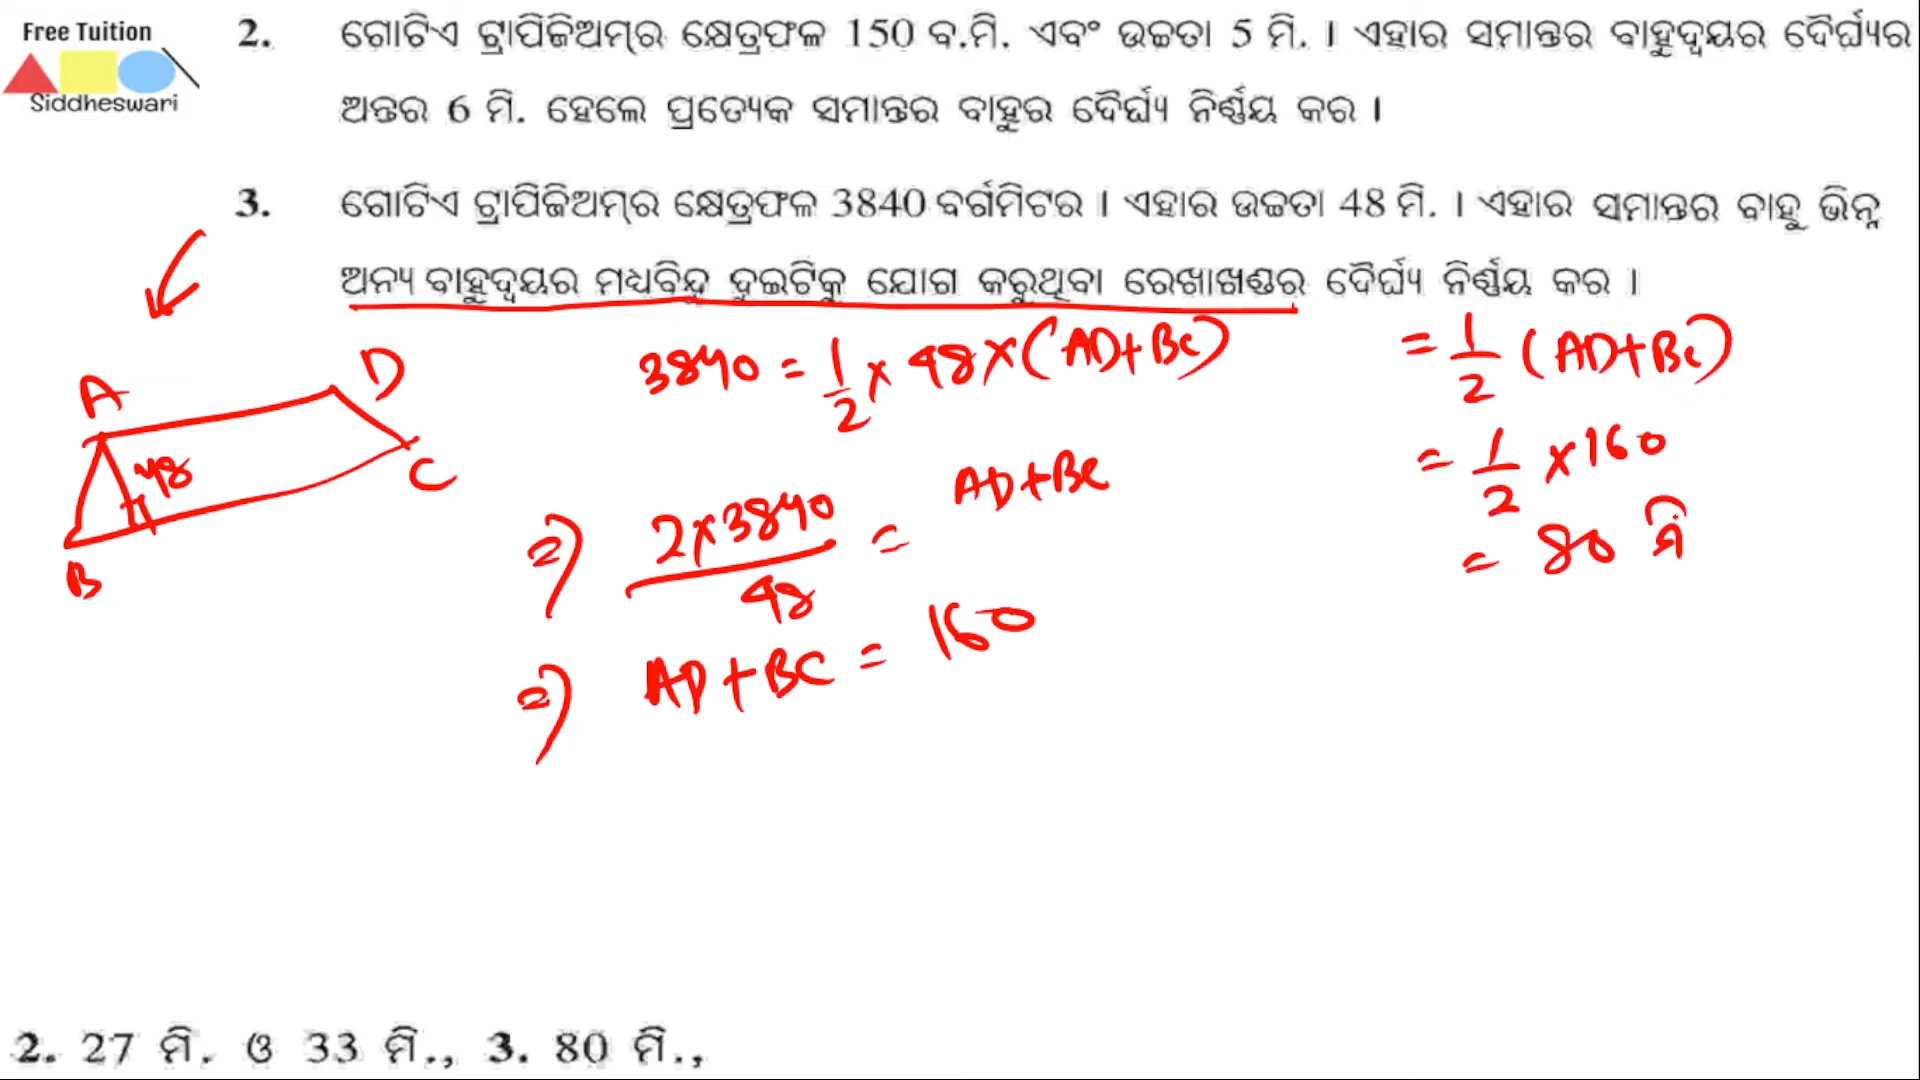 Free Tuition
Siddheswari
2. ଗୋଟିଏ ଟ୍ରାପିଜିଅମ୍‌ର କ୍ଷେତ୍ରଫଳ 150 ବ.ମି. ଏବଂ ଉଚ୍ଚତା 5 ମି. । ଏହାର ସମାନ୍ତର ବାହୁଦ୍ୱୟର ଦୈର୍ଘ୍ୟର
ଅନ୍ତର 6 ମି. ହେଲେ ପ୍ରତ୍ୟେକ ସମାନ୍ତର ବାହୁର ଦୈର୍ଘ୍ୟ ନିର୍ଣ୍ଣୟ କର ।
3. ଗୋଟିଏ ଟ୍ରାପିଜିଅମ୍‌ର କ୍ଷେତ୍ରଫଳ 3840 ବର୍ଗମିଟର । ଏହାର ଉଚ୍ଚତା 48 ମି. । ଏହାର ସମାନ୍ତର ବାହୁ ଭିନ୍ନ
ଅନ୍ୟ ବାହୁଦ୍ୱୟର ମଧ୍ୟବିନ୍ଦୁ ଦୁଇଟିକୁ ଯୋଗ କରୁଥିବା ରେଖାଖଣ୍ଡର ଦୈର୍ଘ୍ୟ ନିର୍ଣ୍ଣୟ କର ।
A D
48
B C
3840 = 1/2 × 48 × (AD+BC)
⇒) 2×3840/48 = AD+BC
⇒) AD+BC = 160
= 1/2 (AD+BC)
= 1/2 × 160
= 80 ମି
2. 27 ମି. ଓ 33 ମି., 3. 80 ମି.,